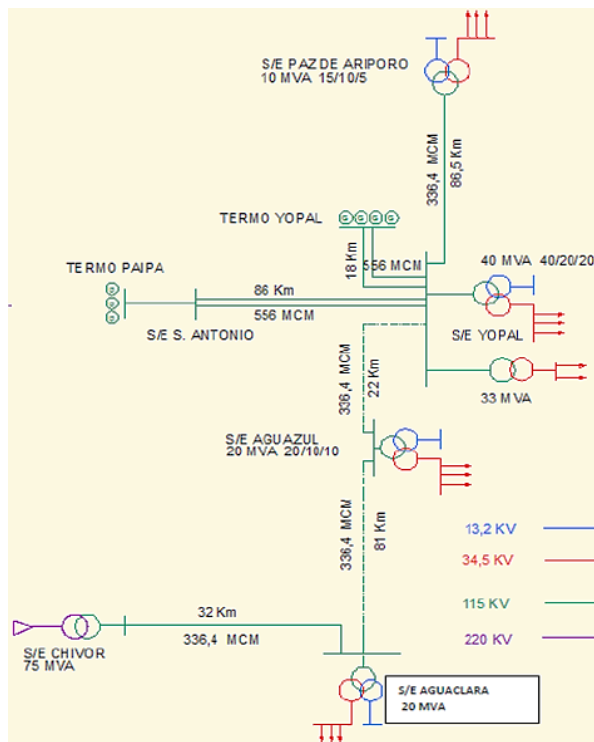 S/E PAZ DE ARIPORO
10 MVA 15/10/5
336,4 MCM
86,5 Km
TERMO YOPAL
G G G G
18 Km
556 MCM
40 MVA 40/20/20
TERMO PAIPA
G
G
G
86 Km
556 MCM
S/E S. ANTONIO
S/E YOPAL
336,4 MCM
22 Km
33 MVA
S/E AGUAZUL
20 MVA 20/10/10
336,4 MCM
81 Km
13,2 KV
34,5 KV
115 KV
220 KV
32 Km
336,4 MCM
S/E CHIVOR
75 MVA
S/E AGUACLARA
20 MVA